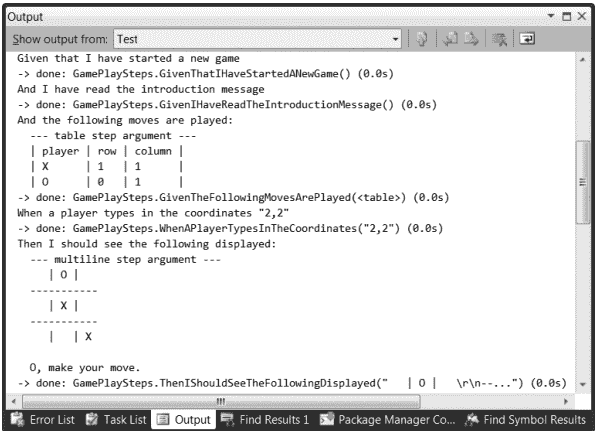 Output
Show output from: Test
Given that I have started a new game
-> done: GamePlaySteps.GivenThatIHaveStartedANewGame() (0.0s)
And I have read the introduction message
-> done: GamePlaySteps.GivenIHaveReadTheIntroductionMessage() (0.0s)
And the following moves are played:
--- table step argument ---
| player | row | column |
| X | 1 | 1 |
| O | 0 | 1 |
-> done: GamePlaySteps.GivenTheFollowingMovesArePlayed(<table>) (0.0s)
When a player types in the coordinates "2,2"
-> done: GamePlaySteps.WhenAPlayerTypesInTheCoordinates("2,2") (0.0s)
Then I should see the following displayed:
--- multiline step argument ---
| O |
-----------
| X |
-----------
| | X
O, make your move.
-> done: GamePlaySteps.ThenIShouldSeeTheFollowingDisplayed("   | O |   \r\n--...") (0.0s)
Error List Task List Output Find Results 1 Package Manager Co... Find Symbol Results